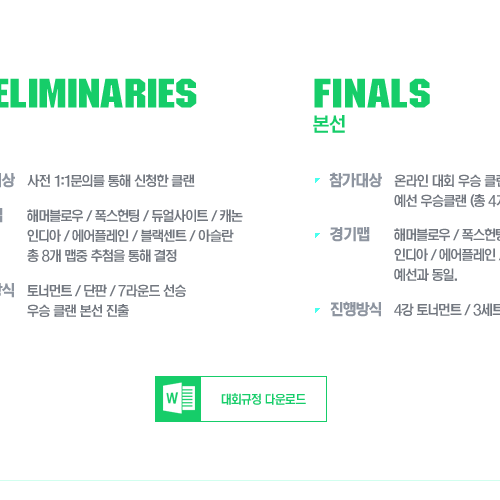 ELIMINARIES
상 사전 1:1문의를 통해 신청한 클랜
해머블로우 / 폭스헌팅 / 듀얼사이트 / 캐논
인디아 / 에어플레인 / 블랙센트 / 아슬란
총 8개 맵중 추첨을 통해 결정
식 토너먼트 / 단판 / 7라운드 선승
우승 클랜 본선 진출
FINALS
본선
참가대상 온라인 대회 우승 클랜
예선 우승클랜 (총 4
경기맵 해머블로우 / 폭스헌팅
인디아 / 에어플레인 /
예선과 동일.
진행방식 4강 토너먼트 / 3세트
W 대회규정 다운로드